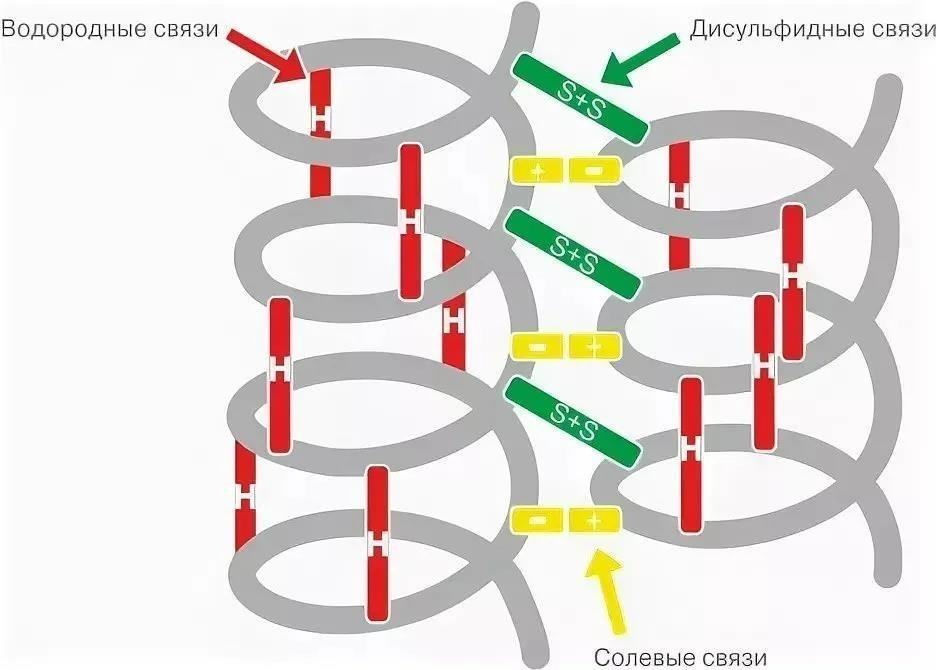 Водородные связи
Дисульфидные связи
S+S
H
+ -
H
H
S+S
H
H
H
- +
H
H
S+S
H
H
- +
H
Солевые связи